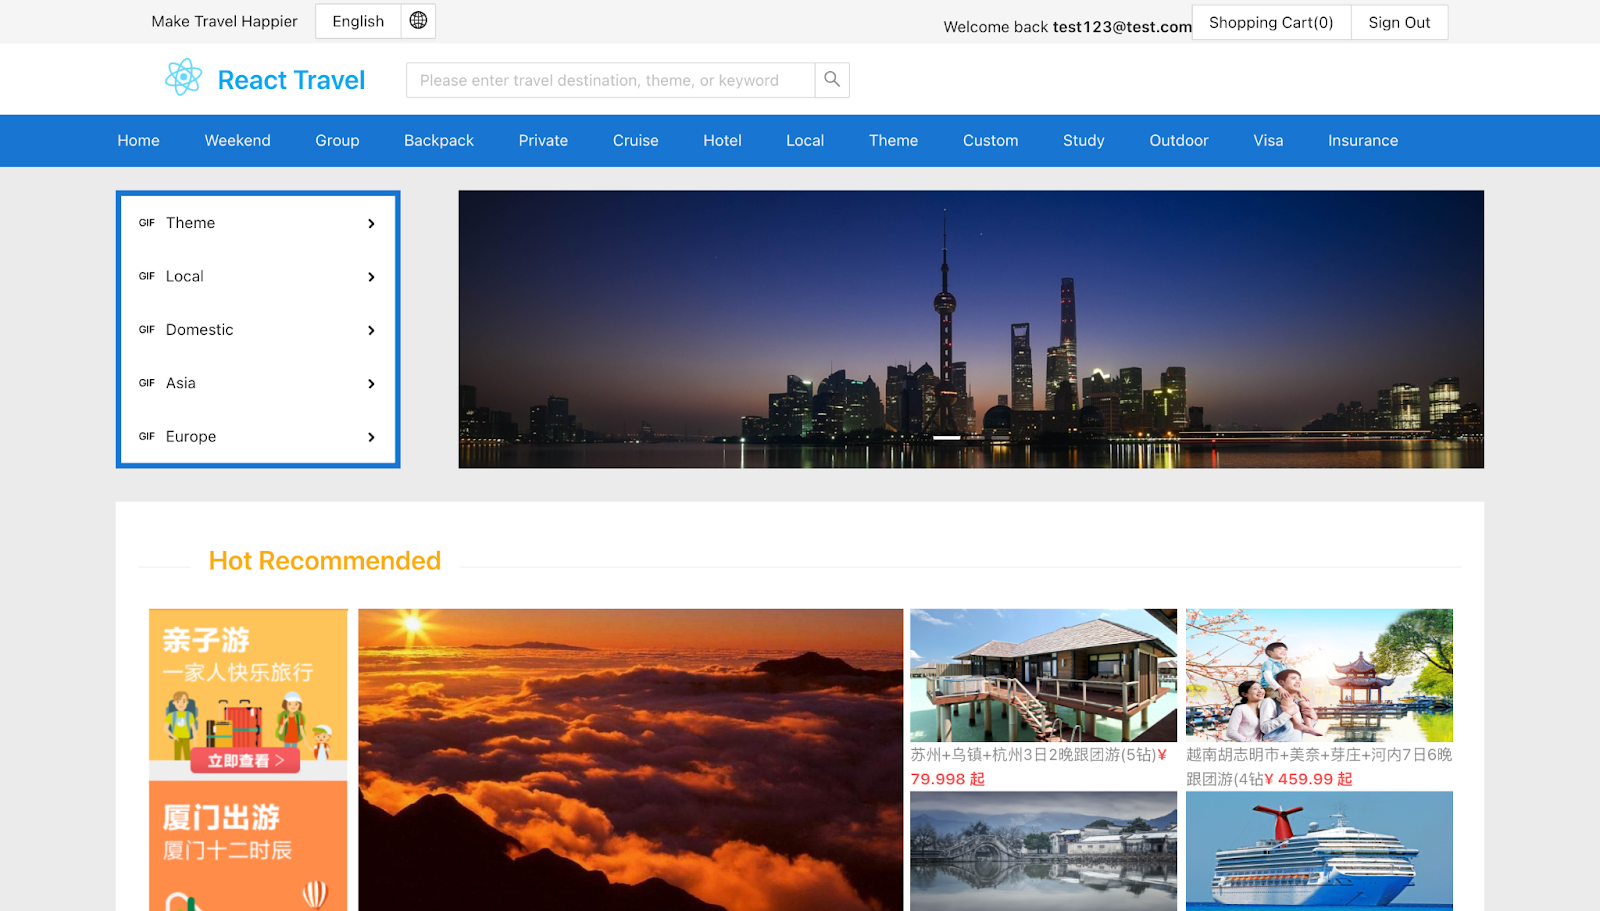 Make Travel Happier English
Welcome back test123@test.com Shopping Cart(0) Sign Out
React Travel
Please enter travel destination, theme, or keyword
Home Weekend Group Backpack Private Cruise Hotel Local Theme Custom Study Outdoor Visa Insurance
GIF Theme
GIF Local
GIF Domestic
GIF Asia
GIF Europe
Hot Recommended
亲子游
一家人快乐旅行
立即查看 >
厦门出游
厦门十二时辰
苏州+乌镇+杭州3日2晚跟团游(5钻)¥
79.998 起
越南胡志明市+美奈+芽庄+河内7日6晚
跟团游(4钻¥ 459.99 起